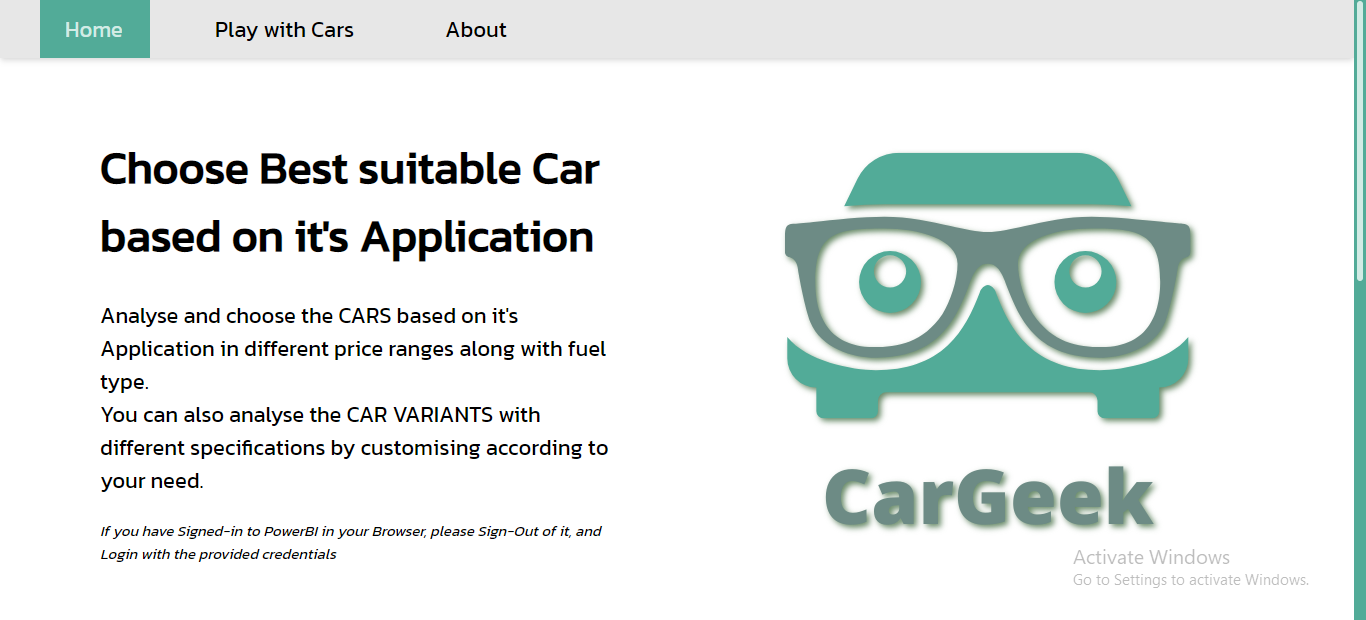 Home Play with Cars About
Choose Best suitable Car
based on it's Application
Analyse and choose the CARS based on it's
Application in different price ranges along with fuel
type.
You can also analyse the CAR VARIANTS with
different specifications by customising according to
your need.
If you have Signed-in to PowerBI in your Browser, please Sign-Out of it, and
Login with the provided credentials
CarGeek
Activate Windows
Go to Settings to activate Windows.